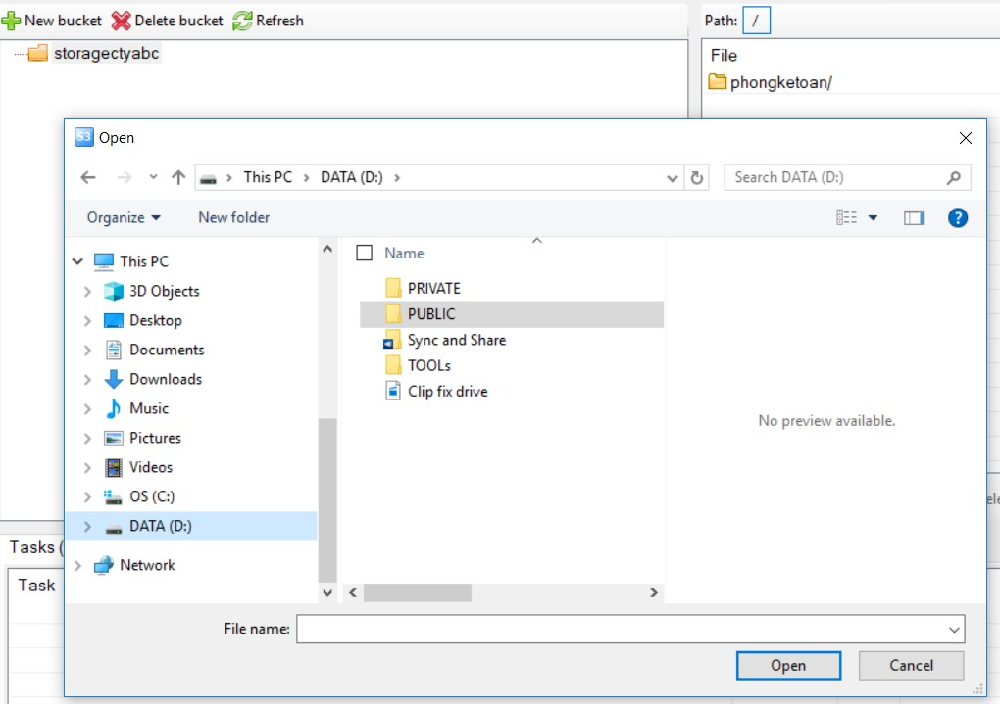 New bucket Delete bucket Refresh
Path: /
storagectyabc
File
phongketoan/
S3 Open
This PC DATA (D:)
Search DATA (D:)
Organize New folder
?
This PC
3D Objects
Desktop
Documents
Downloads
Music
Pictures
Videos
OS (C:)
DATA (D:)
Network
Name
PRIVATE
PUBLIC
Sync and Share
TOOLs
Clip fix drive
No preview available.
Tasks (
Task
File name:
Open Cancel